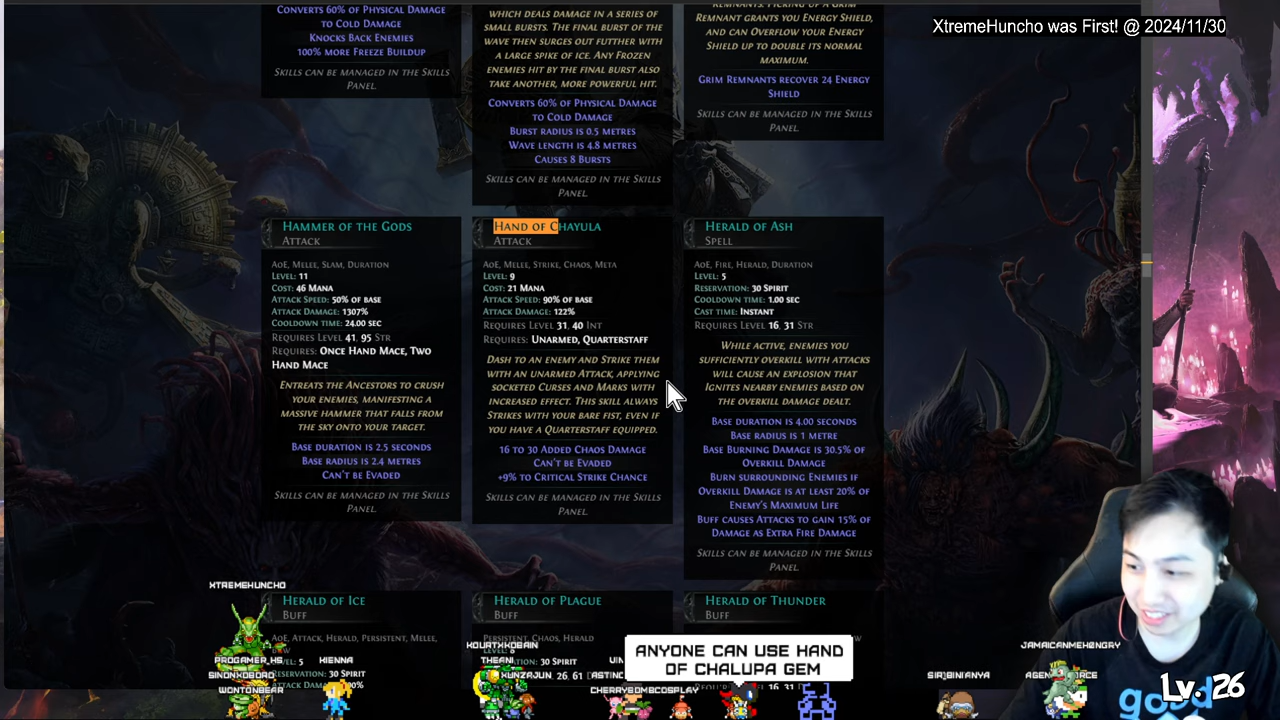 XtremeHuncho was First! @ 2024/11/30
Converts 60% of Physical Damage
to Cold Damage
Knocks Back Enemies
100% more Freeze Buildup
Skills can be managed in the Skills
Panel.
which deals damage in a series of
small bursts. The final burst of the
wave then surges out futther with
a large spike of ice. Any Frozen
enemies hit by the final burst also
take another, more powerful hit.
Converts 60% of Physical Damage
to Cold Damage
Burst radius is 0.5 metres
Wave length is 4.8 metres
Causes 8 Bursts
Skills can be managed in the Skills
Panel.
Remnants. Picking up a Grim
Remnant grants you Energy Shield,
and can Overflow your Energy
Shield up to double its normal
maximum.
Grim Remnants recover 24 Energy
Shield
Skills can be managed in the Skills
Panel.
Hammer of the Gods
Attack
AoE, Melee, Slam, Duration
Level: 11
Cost: 46 Mana
Attack Speed: 50% of base
Attack Damage: 1307%
Cooldown time: 24.00 sec
Requires Level 41, 95 Str
Requires: Once Hand Mace, Two
Hand Mace
Entreats the Ancestors to crush
your enemies, manifesting a
massive hammer that falls from
the sky onto your target.
Base duration is 2.5 seconds
Base radius is 2.4 metres
Can't be Evaded
Skills can be managed in the Skills
Panel.
Hand of Chayula
Attack
AoE, Melee, Strike, Chaos, Meta
Level: 9
Cost: 21 Mana
Attack Speed: 90% of base
Attack Damage: 122%
Requires Level 31, 40 Int
Requires: Unarmed, Quarterstaff
Dash to an enemy and Strike them
with an unarmed Attack, applying
socketed Curses and Marks with
increased effect. This skill always
Strikes with your bare fist, even if
you have a Quarterstaff equipped.
16 to 30 Added Chaos Damage
Can't be Evaded
+9% to Critical Strike Chance
Skills can be managed in the Skills
Panel.
Herald of Ash
Spell
AoE, Fire, Herald, Duration
Level: 5
Reservation: 30 Spirit
Cooldown time: 1.00 sec
Cast time: Instant
Requires Level 16, 31 Str
While active, enemies you
sufficiently overkill with attacks
will cause an explosion that
Ignites nearby enemies based on
the overkill damage dealt.
Base duration is 4.00 seconds
Base radius is 1 metre
Base Burning Damage is 30.5% of
Overkill Damage
Burn surrounding Enemies if
Overkill Damage is at least 20% of
Enemy's Maximum Life
Buff causes Attacks to gain 15% of
Damage as Extra Fire Damage
Skills can be managed in the Skills
Panel.
Herald of Ice
Buff
AoE, Attack, Herald, Persistent, Melee,
Herald of Plague
Buff
Persistent, Chaos, Herald
Herald of Thunder
Buff
XTREMEHUNCHO
KOURTXKOBAIN
ANYONE CAN USE HAND
OF CHALUPA GEM
JAMAICANMEHONGRY
PROGAMER_HS
KIENNA
WONTONBEAR
CHERRYBOMBCOSPLAY
good
Lv. 26